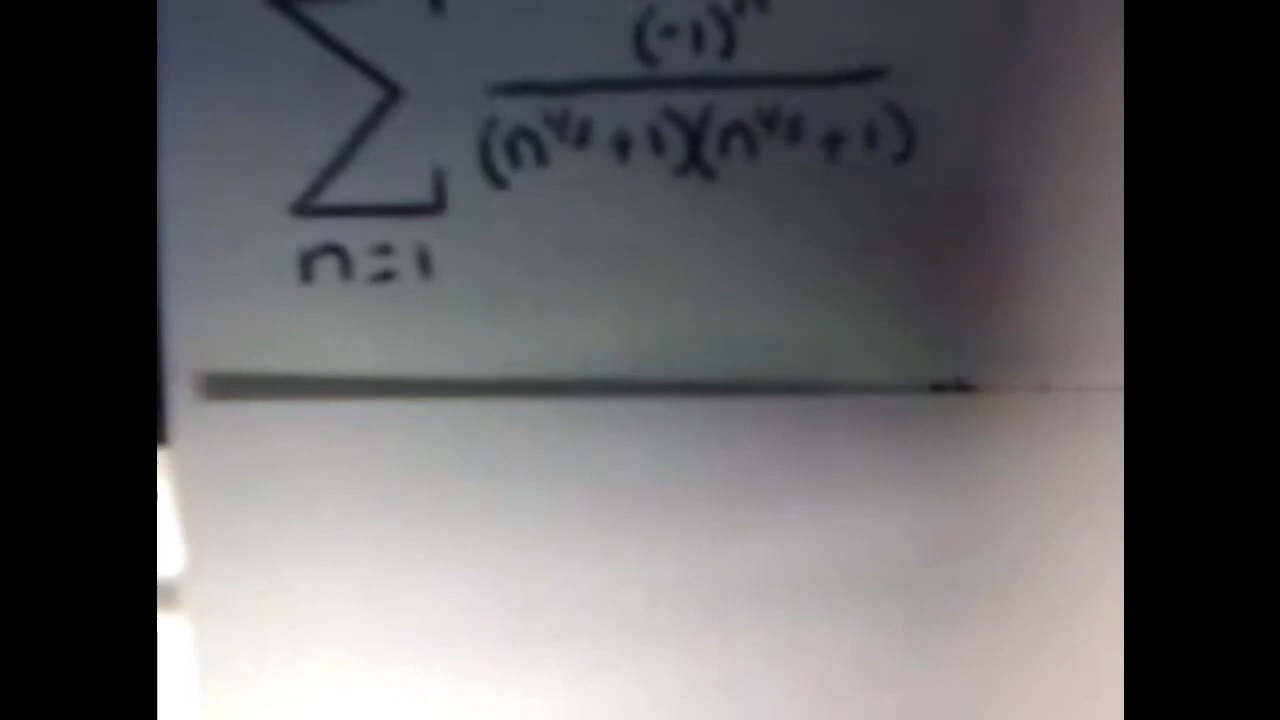 (-1)^n
∑
(n^ +1)(n^ +1)
n=1